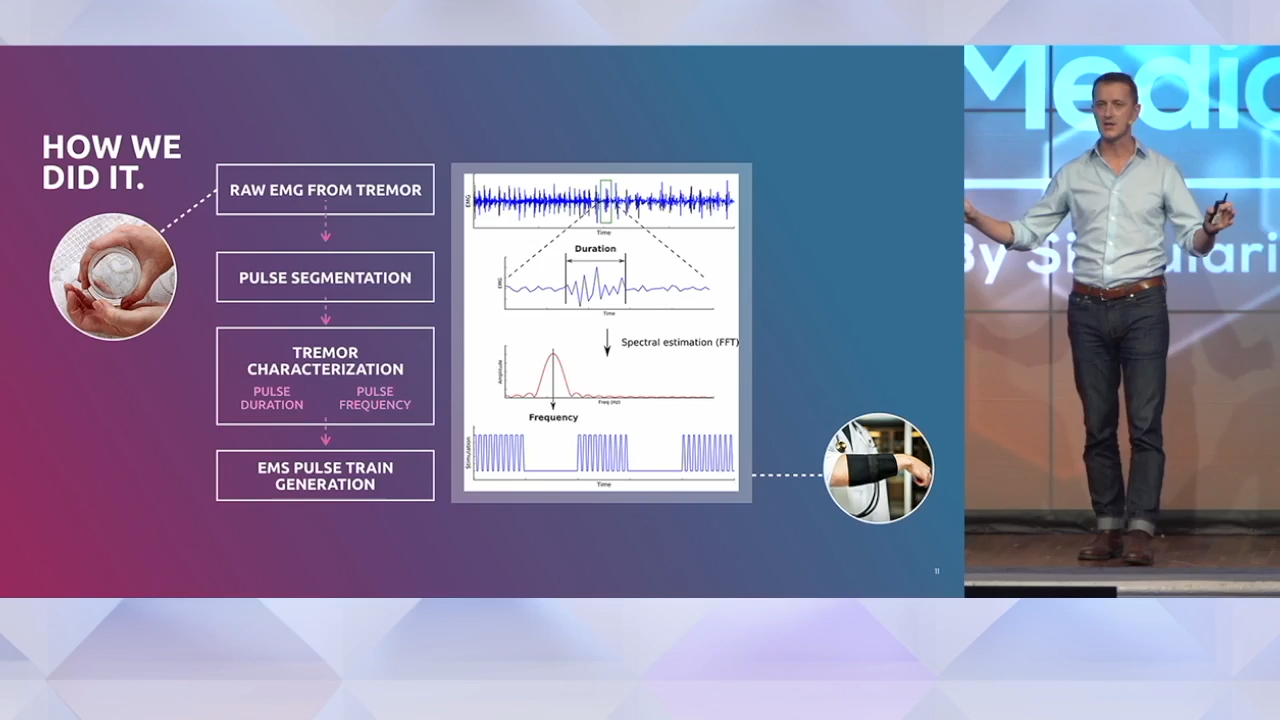 HOW WE
DID IT.
RAW EMG FROM TREMOR
PULSE SEGMENTATION
TREMOR
CHARACTERIZATION
PULSE
DURATION
PULSE
FREQUENCY
EMS PULSE TRAIN
GENERATION
EMG
Time
Duration
EMG
Time
Spectral estimation (FFT)
Amplitude
Freq (Hz)
Frequency
Stimulation
Time
11
Medic
By Si ulari